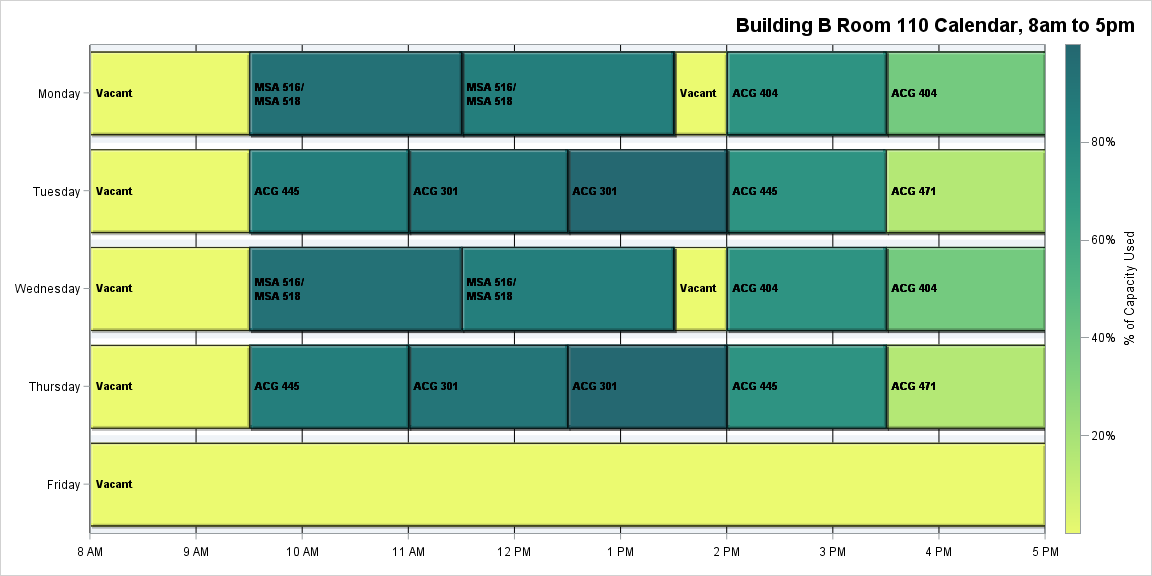 Building B Room 110 Calendar, 8am to 5pm
Monday
Vacant
MSA 516/
MSA 518
MSA 516/
MSA 518
Vacant
ACG 404
ACG 404
Tuesday
Vacant
ACG 445
ACG 301
ACG 301
ACG 445
ACG 471
Wednesday
Vacant
MSA 516/
MSA 518
MSA 516/
MSA 518
Vacant
ACG 404
ACG 404
Thursday
Vacant
ACG 445
ACG 301
ACG 301
ACG 445
ACG 471
Friday
Vacant
8 AM
9 AM
10 AM
11 AM
12 PM
1 PM
2 PM
3 PM
4 PM
5 PM
80%
60%
40%
20%
% of Capacity Used